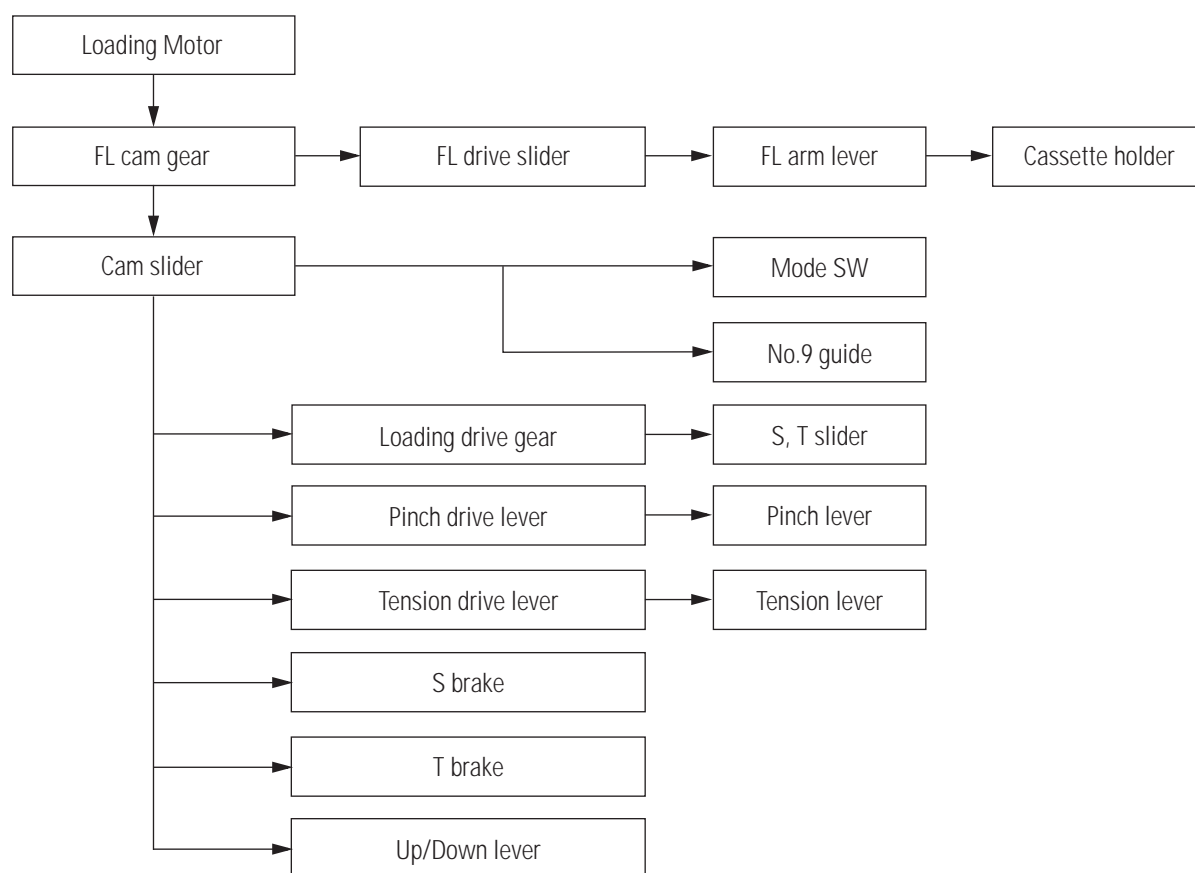 Loading Motor
FL cam gear
FL drive slider
FL arm lever
Cassette holder
Cam slider
Mode SW
No.9 guide
Loading drive gear
S, T slider
Pinch drive lever
Pinch lever
Tension drive lever
Tension lever
S brake
T brake
Up/Down lever